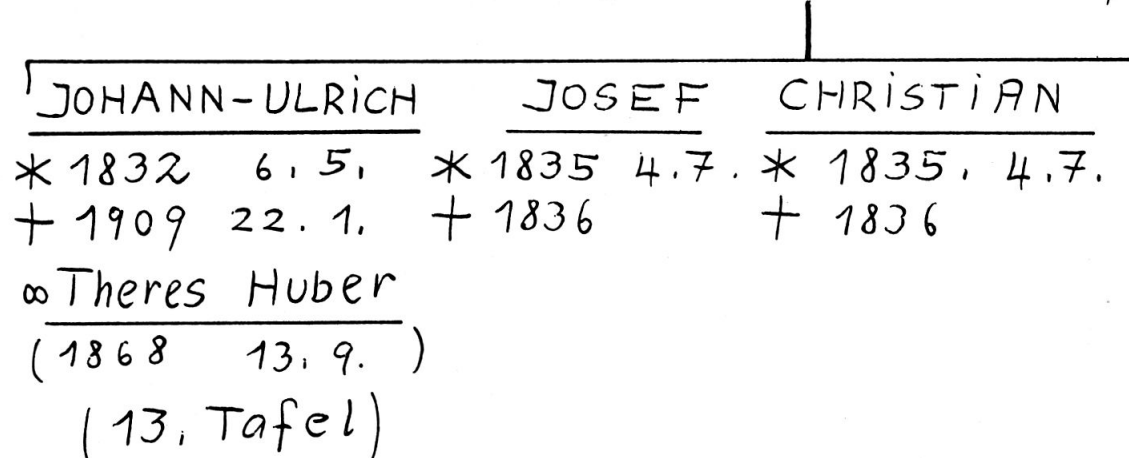 JOHANN-ULRiCH JOSEF CHRiSTiAN
* 1832 6. 5. * 1835 4.7. * 1835. 4.7.
+ 1909 22. 1. + 1836 + 1836
∞ Theres Huber
(1868 13. 9.)
(13. Tafel)